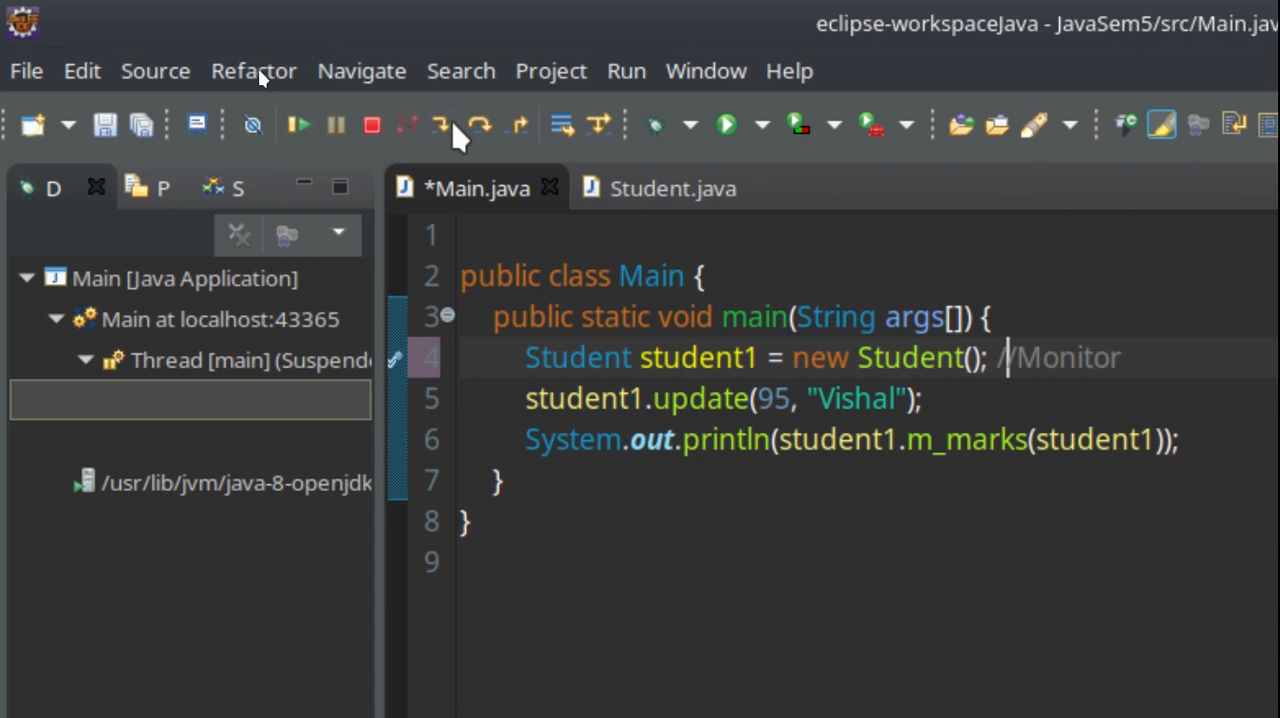 eclipse-workspaceJava - JavaSem5/src/Main.jav
File Edit Source Refactor Navigate Search Project Run Window Help
D P S
*Main.java Student.java
Main [Java Application]
Main at localhost:43365
Thread [main] (Suspende
/usr/lib/jvm/java-8-openjdk
1
2 public class Main {
3 public static void main(String args[]) {
4 Student student1 = new Student(); //Monitor
5 student1.update(95, "Vishal");
6 System.out.println(student1.m_marks(student1));
7 }
8 }
9